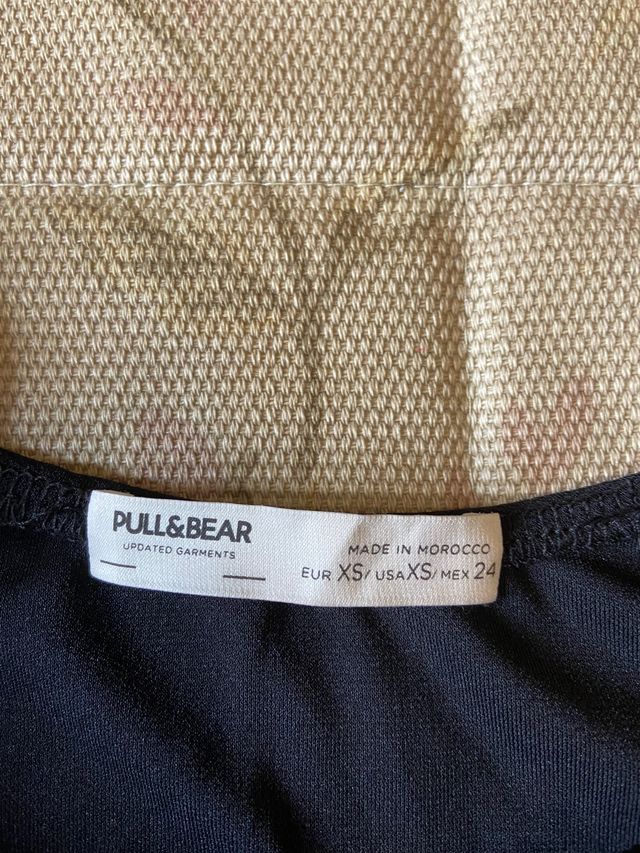 PULL&BEAR
UPDATED GARMENTS
MADE IN MOROCCO
EUR XS/ USA XS/ MEX 24